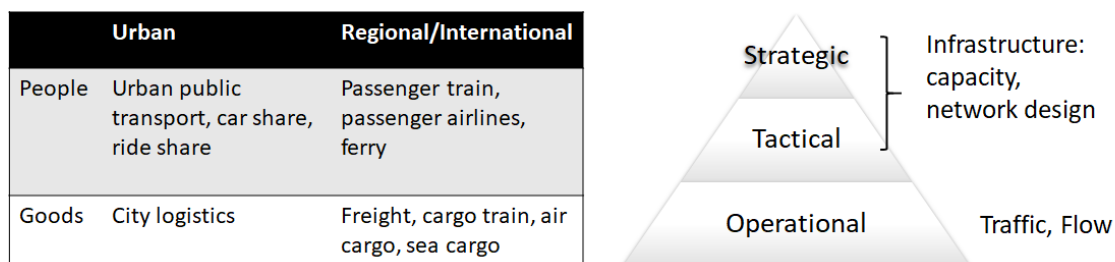 Urban
Regional/International
People
Urban public
transport, car share,
ride share
Passenger train,
passenger airlines,
ferry
Goods
City logistics
Freight, cargo train, air
cargo, sea cargo
Strategic
Tactical
Operational
Infrastructure:
capacity,
network design
Traffic, Flow